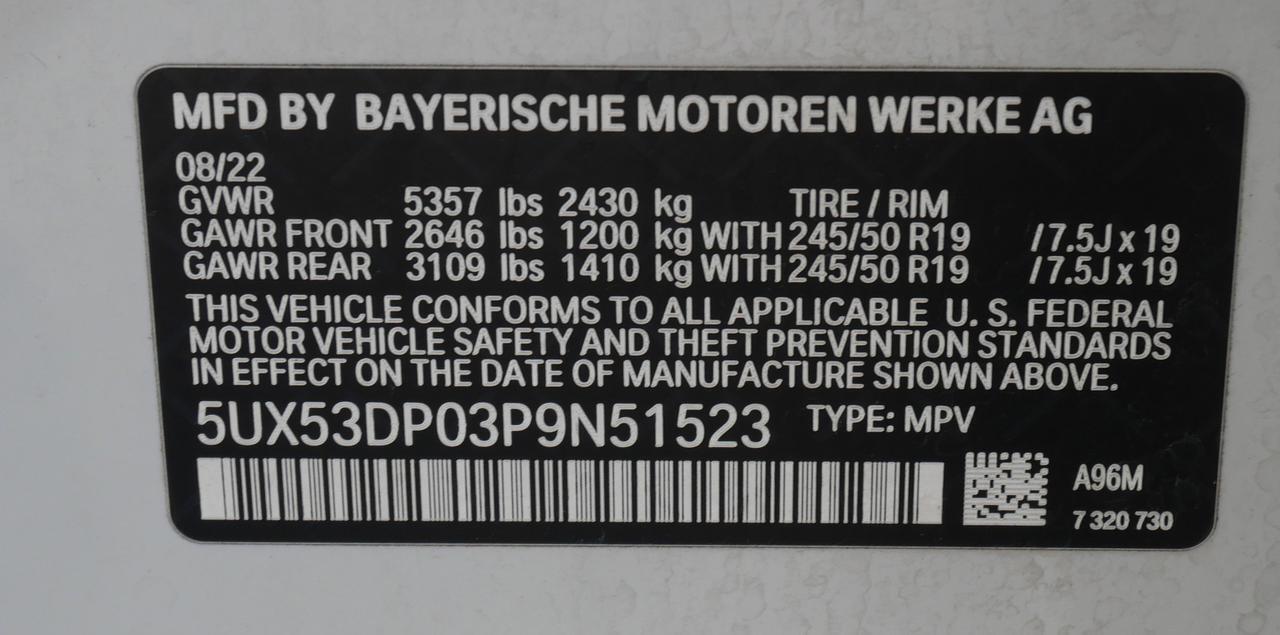 MFD BY BAYERISCHE MOTOREN WERKE AG
08/22
GVWR 5357 lbs 2430 kg TIRE / RIM
GAWR FRONT 2646 lbs 1200 kg WITH 245/50 R19 / 7.5J x 19
GAWR REAR 3109 lbs 1410 kg WITH 245/50 R19 / 7.5J x 19
THIS VEHICLE CONFORMS TO ALL APPLICABLE U. S. FEDERAL
MOTOR VEHICLE SAFETY AND THEFT PREVENTION STANDARDS
IN EFFECT ON THE DATE OF MANUFACTURE SHOWN ABOVE.
5UX53DP03P9N51523 TYPE: MPV
A96M
7 320 730